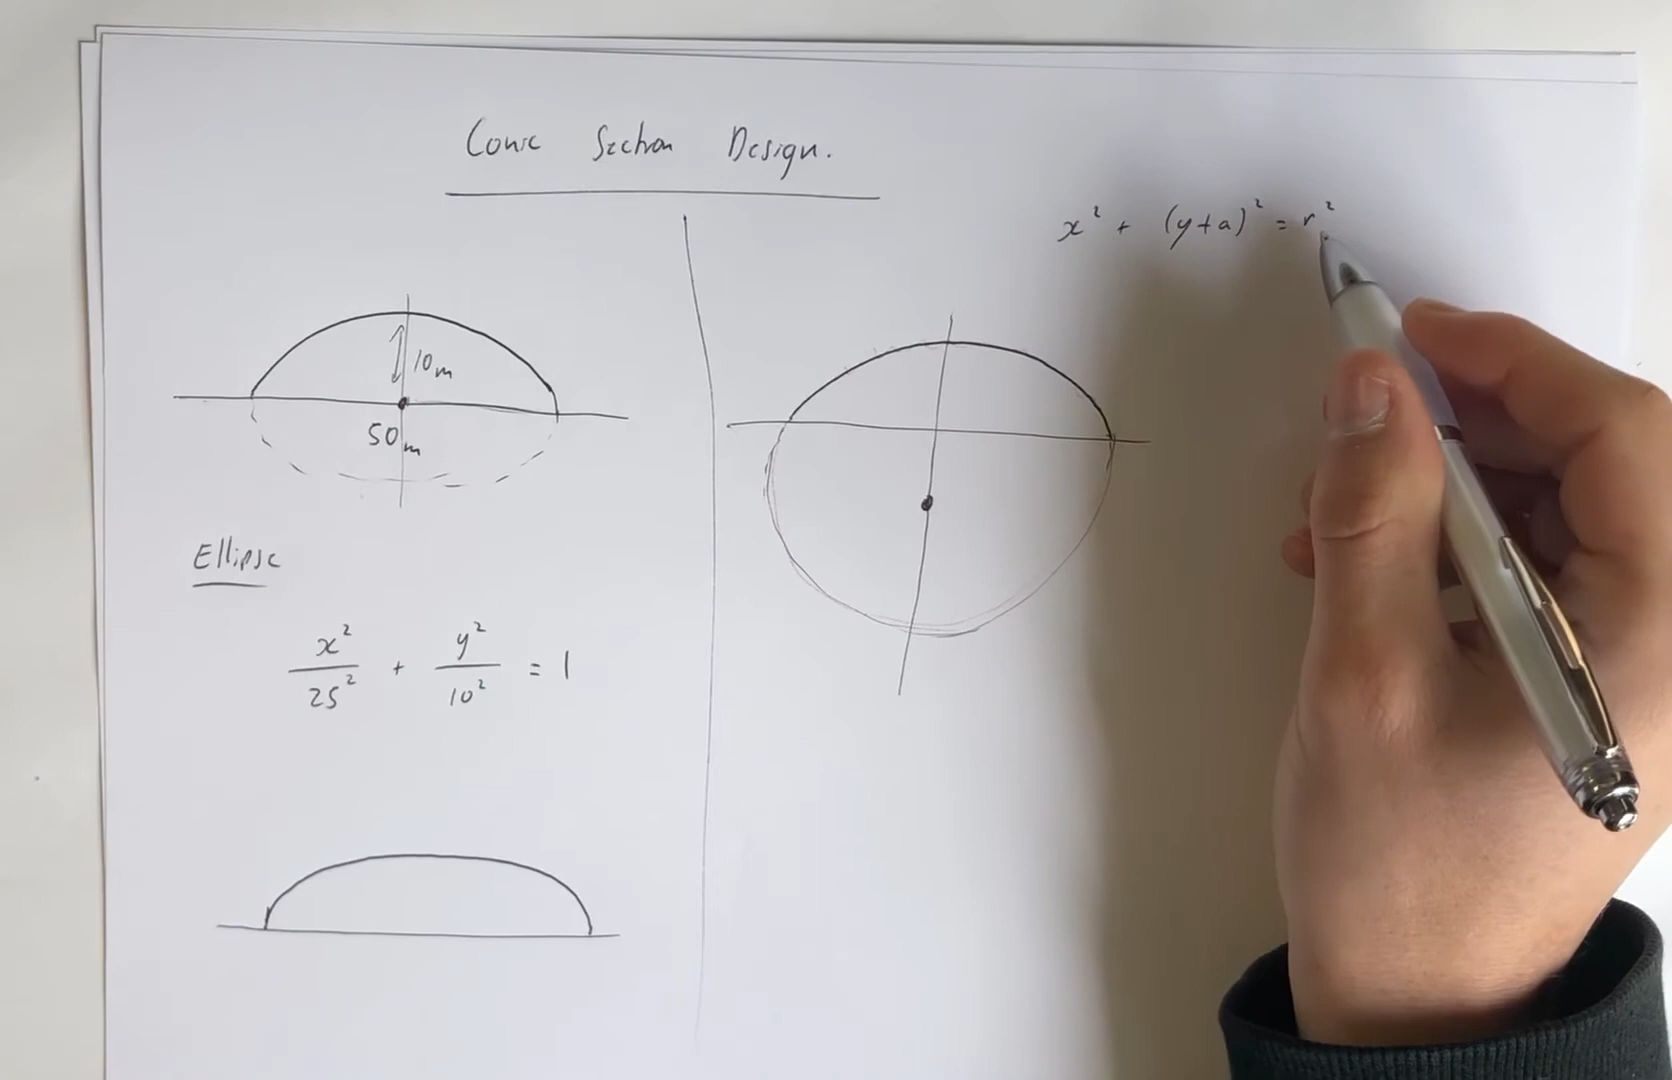 Conic Section Design.
10m
50m
Ellipse
x² / 25² + y² / 10² = 1
x² + (y+a)² = r²